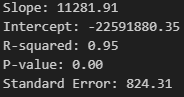 Slope: 11281.91
Intercept: -22591880.35
R-squared: 0.95
P-value: 0.00
Standard Error: 824.31